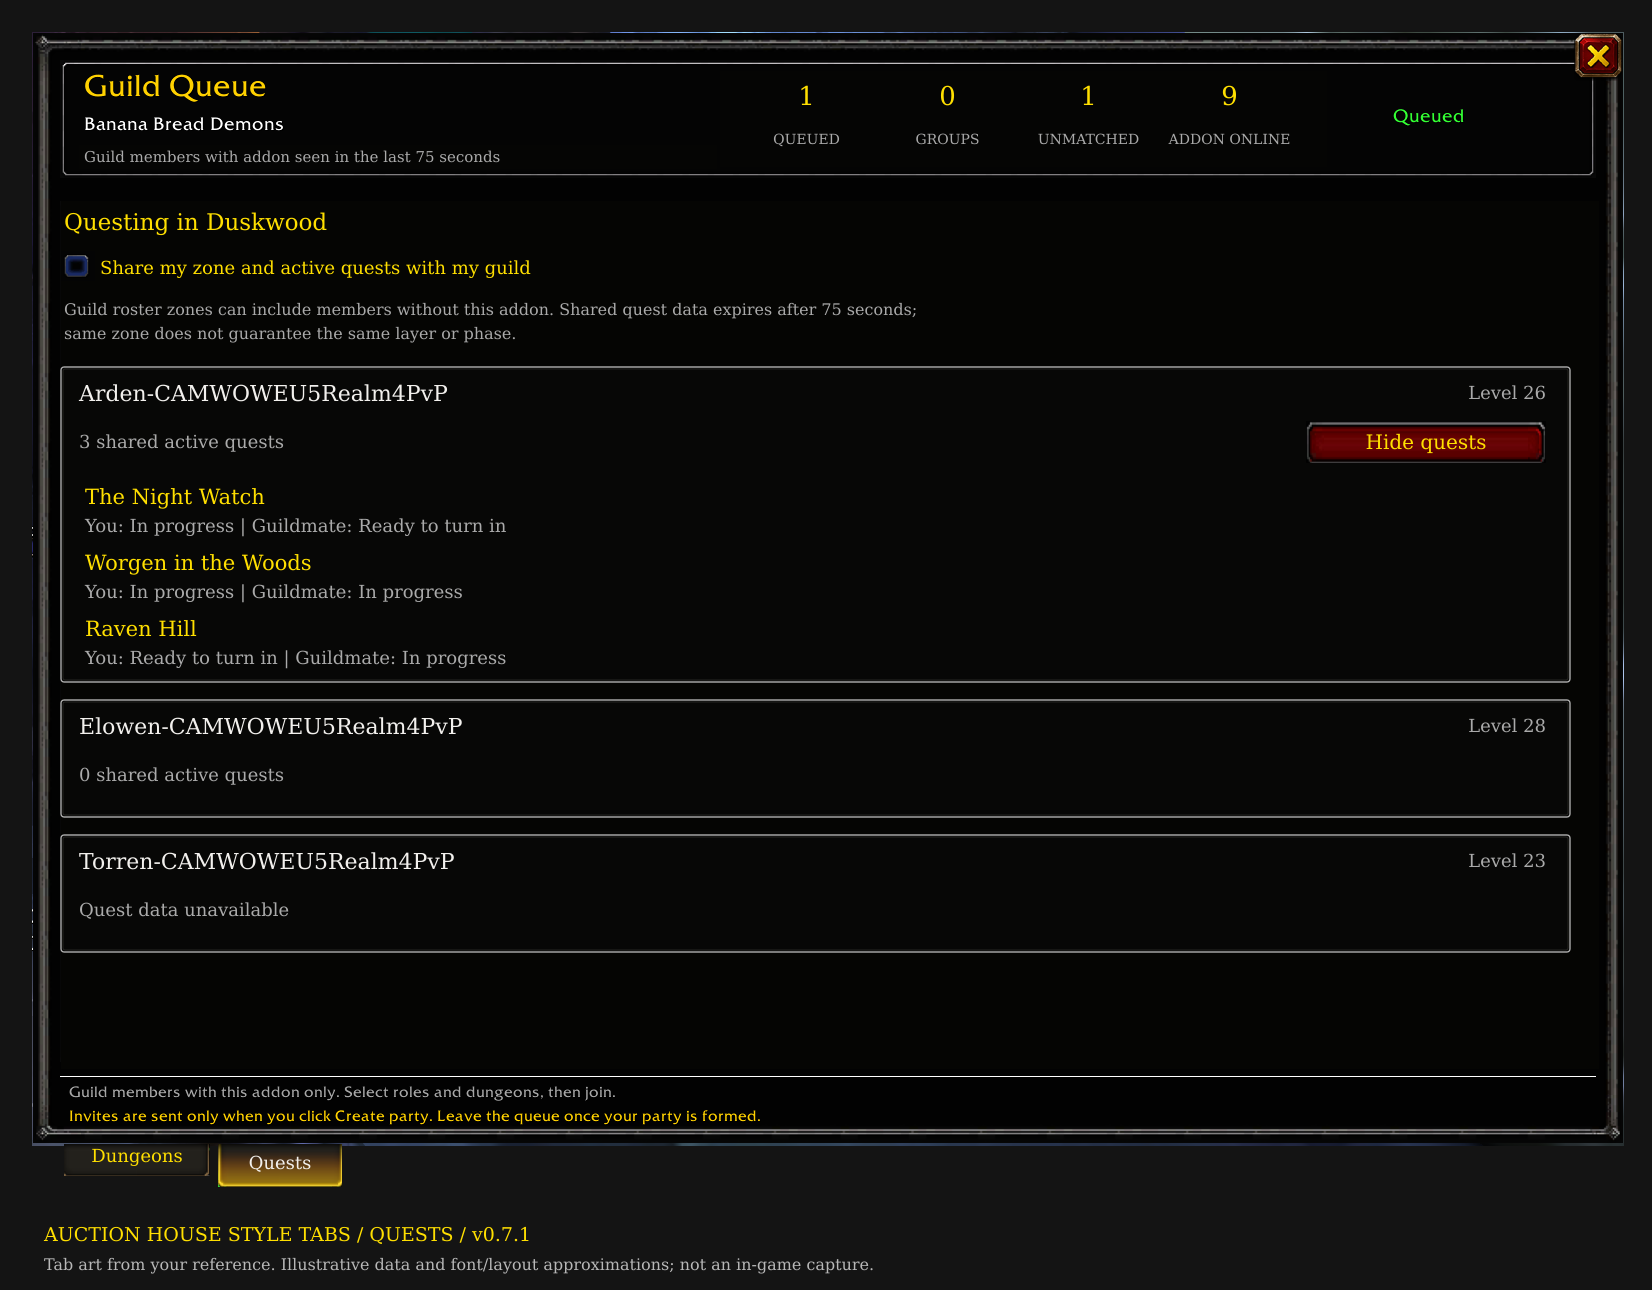 Guild Queue
Banana Bread Demons
Guild members with addon seen in the last 75 seconds
1 0 1 9
QUEUED GROUPS UNMATCHED ADDON ONLINE
Queued
Questing in Duskwood
Share my zone and active quests with my guild
Guild roster zones can include members without this addon. Shared quest data expires after 75 seconds;
same zone does not guarantee the same layer or phase.
Arden-CAMWOWEU5Realm4PvP Level 26
3 shared active quests Hide quests
The Night Watch
You: In progress | Guildmate: Ready to turn in
Worgen in the Woods
You: In progress | Guildmate: In progress
Raven Hill
You: Ready to turn in | Guildmate: In progress
Elowen-CAMWOWEU5Realm4PvP Level 28
0 shared active quests
Torren-CAMWOWEU5Realm4PvP Level 23
Quest data unavailable
Guild members with this addon only. Select roles and dungeons, then join.
Invites are sent only when you click Create party. Leave the queue once your party is formed.
Dungeons Quests
AUCTION HOUSE STYLE TABS / QUESTS / v0.7.1
Tab art from your reference. Illustrative data and font/layout approximations; not an in-game capture.